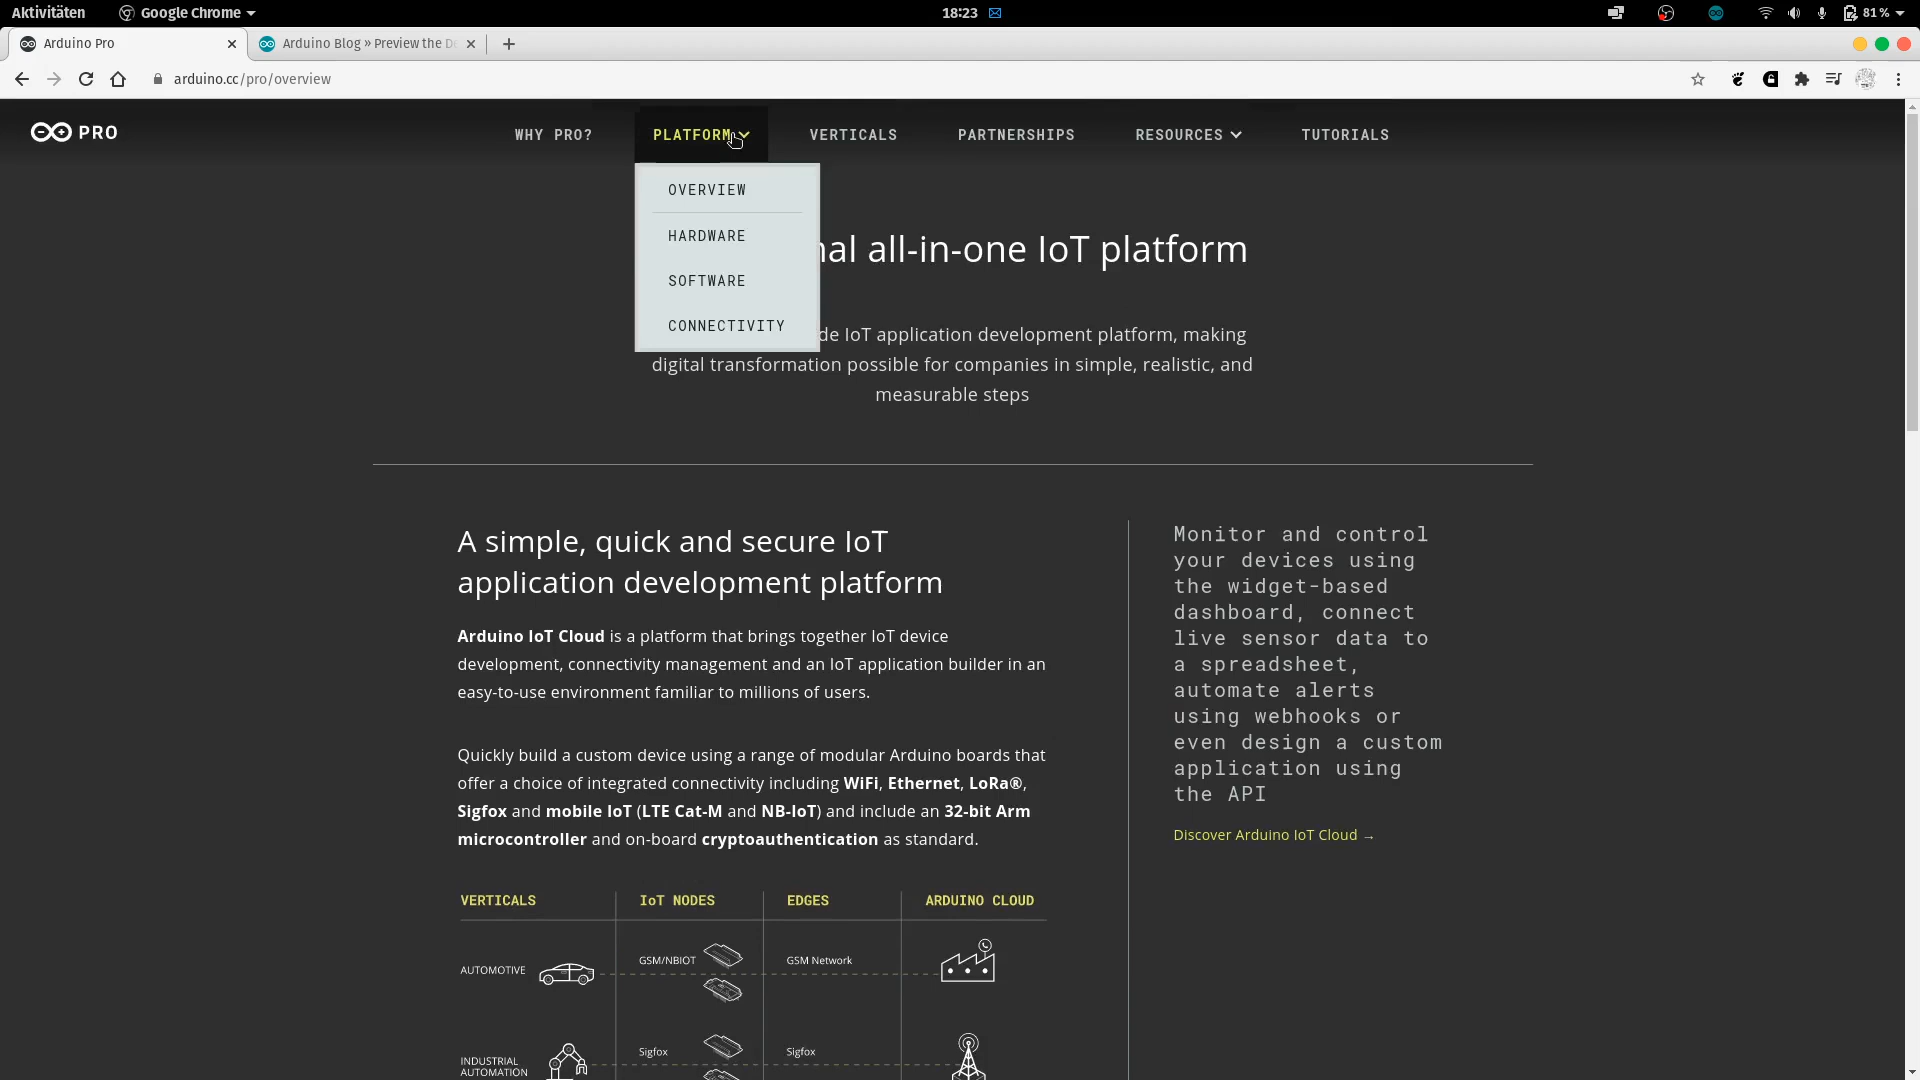 Aktivitäten
Google Chrome
18:23
81 %
Arduino Pro
Arduino Blog » Preview the
arduino.cc/pro/overview
PRO
WHY PRO?
PLATFORM
VERTICALS
PARTNERSHIPS
RESOURCES
TUTORIALS
OVERVIEW
HARDWARE
SOFTWARE
CONNECTIVITY
all-in-one IoT platform
IoT application development platform, making
digital transformation possible for companies in simple, realistic, and
measurable steps
A simple, quick and secure IoT
application development platform
Arduino IoT Cloud is a platform that brings together IoT device
development, connectivity management and an IoT application builder in an
easy-to-use environment familiar to millions of users.
Quickly build a custom device using a range of modular Arduino boards that
offer a choice of integrated connectivity including WiFi, Ethernet, LoRa®,
Sigfox and mobile IoT (LTE Cat-M and NB-IoT) and include an 32-bit Arm
microcontroller and on-board cryptoauthentication as standard.
Monitor and control
your devices using
the widget-based
dashboard, connect
live sensor data to
a spreadsheet,
automate alerts
using webhooks or
even design a custom
application using
the API
Discover Arduino IoT Cloud →
VERTICALS
IoT NODES
EDGES
ARDUINO CLOUD
AUTOMOTIVE
GSM/NBIOT
GSM Network
INDUSTRIAL
AUTOMATION
Sigfox
Sigfox